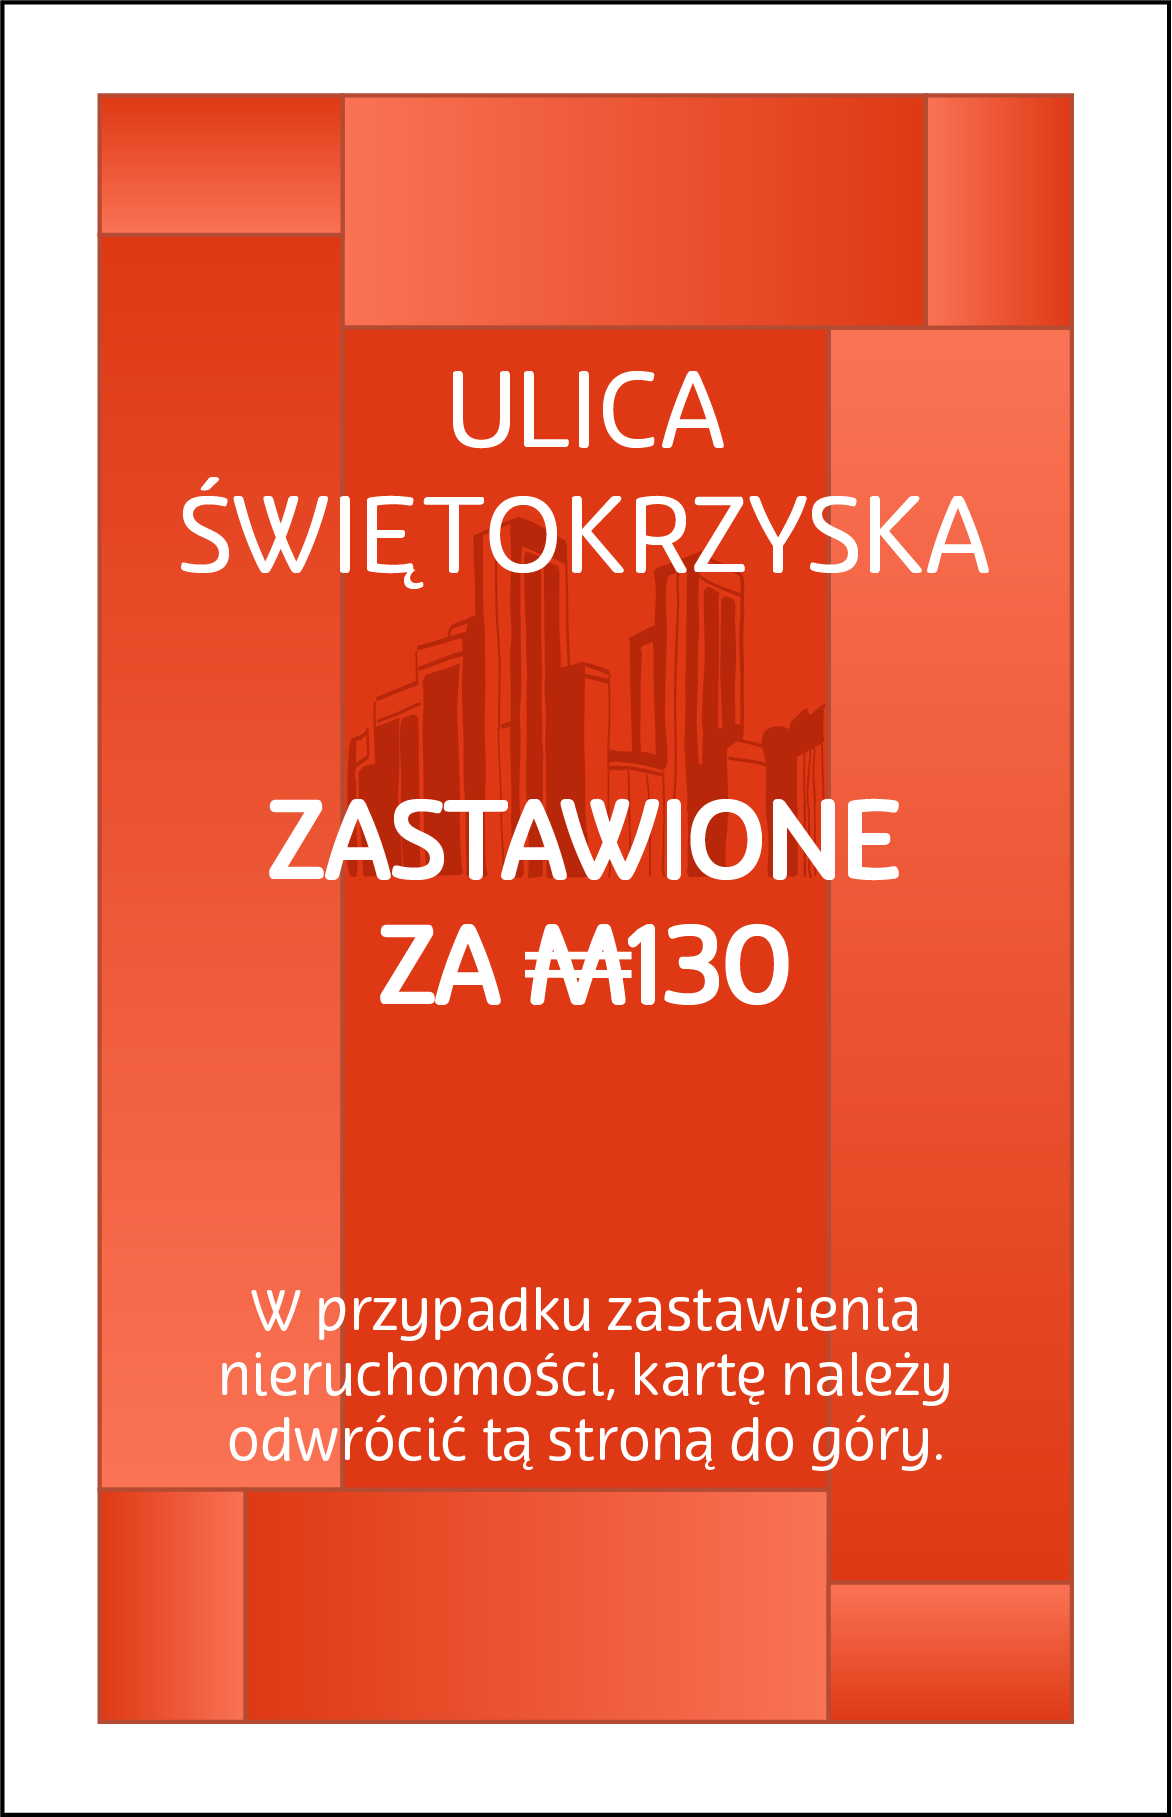 ULICA
ŚWIĘTOKRZYSKA
ZASTAWIONE
ZA ₩130
W przypadku zastawienia
nieruchomości, kartę należy
odwrócić tą stroną do góry.